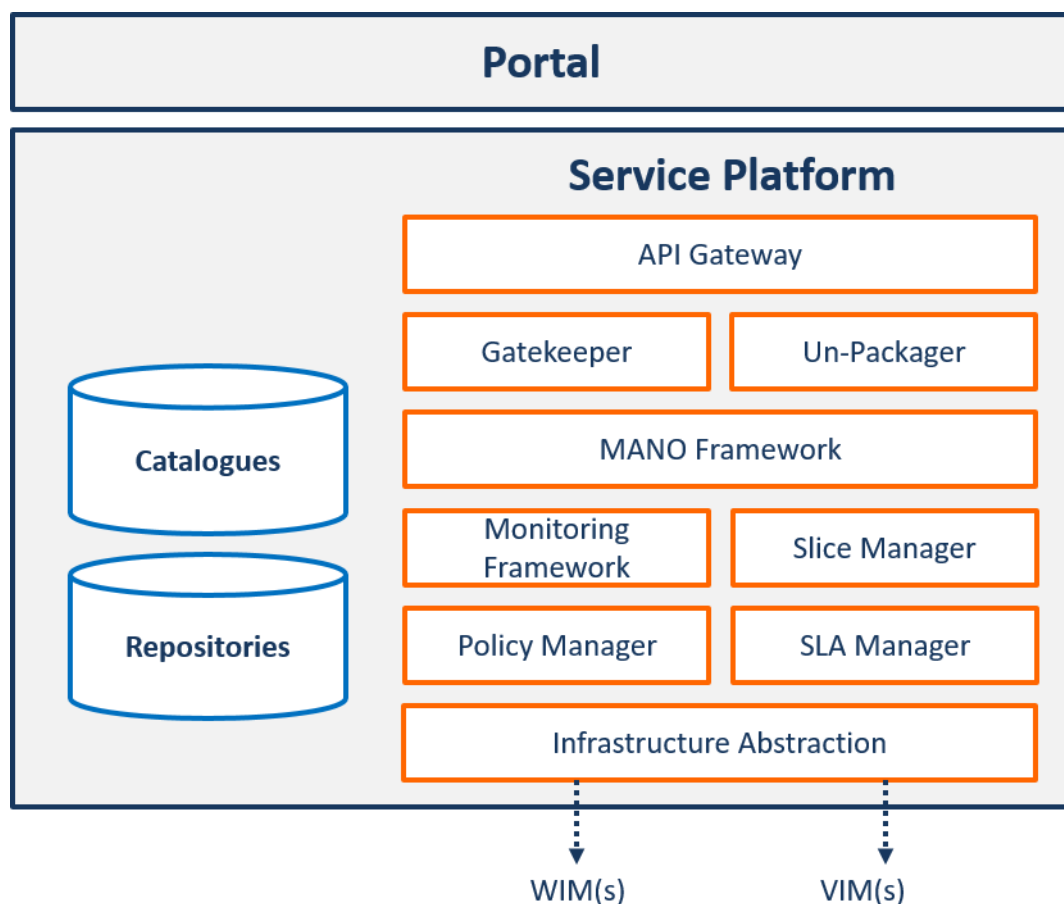 Portal
Service Platform
API Gateway
Gatekeeper
Un-Packager
Catalogues
MANO Framework
Monitoring
Framework
Slice Manager
Repositories
Policy Manager
SLA Manager
Infrastructure Abstraction
WIM(s)
VIM(s)